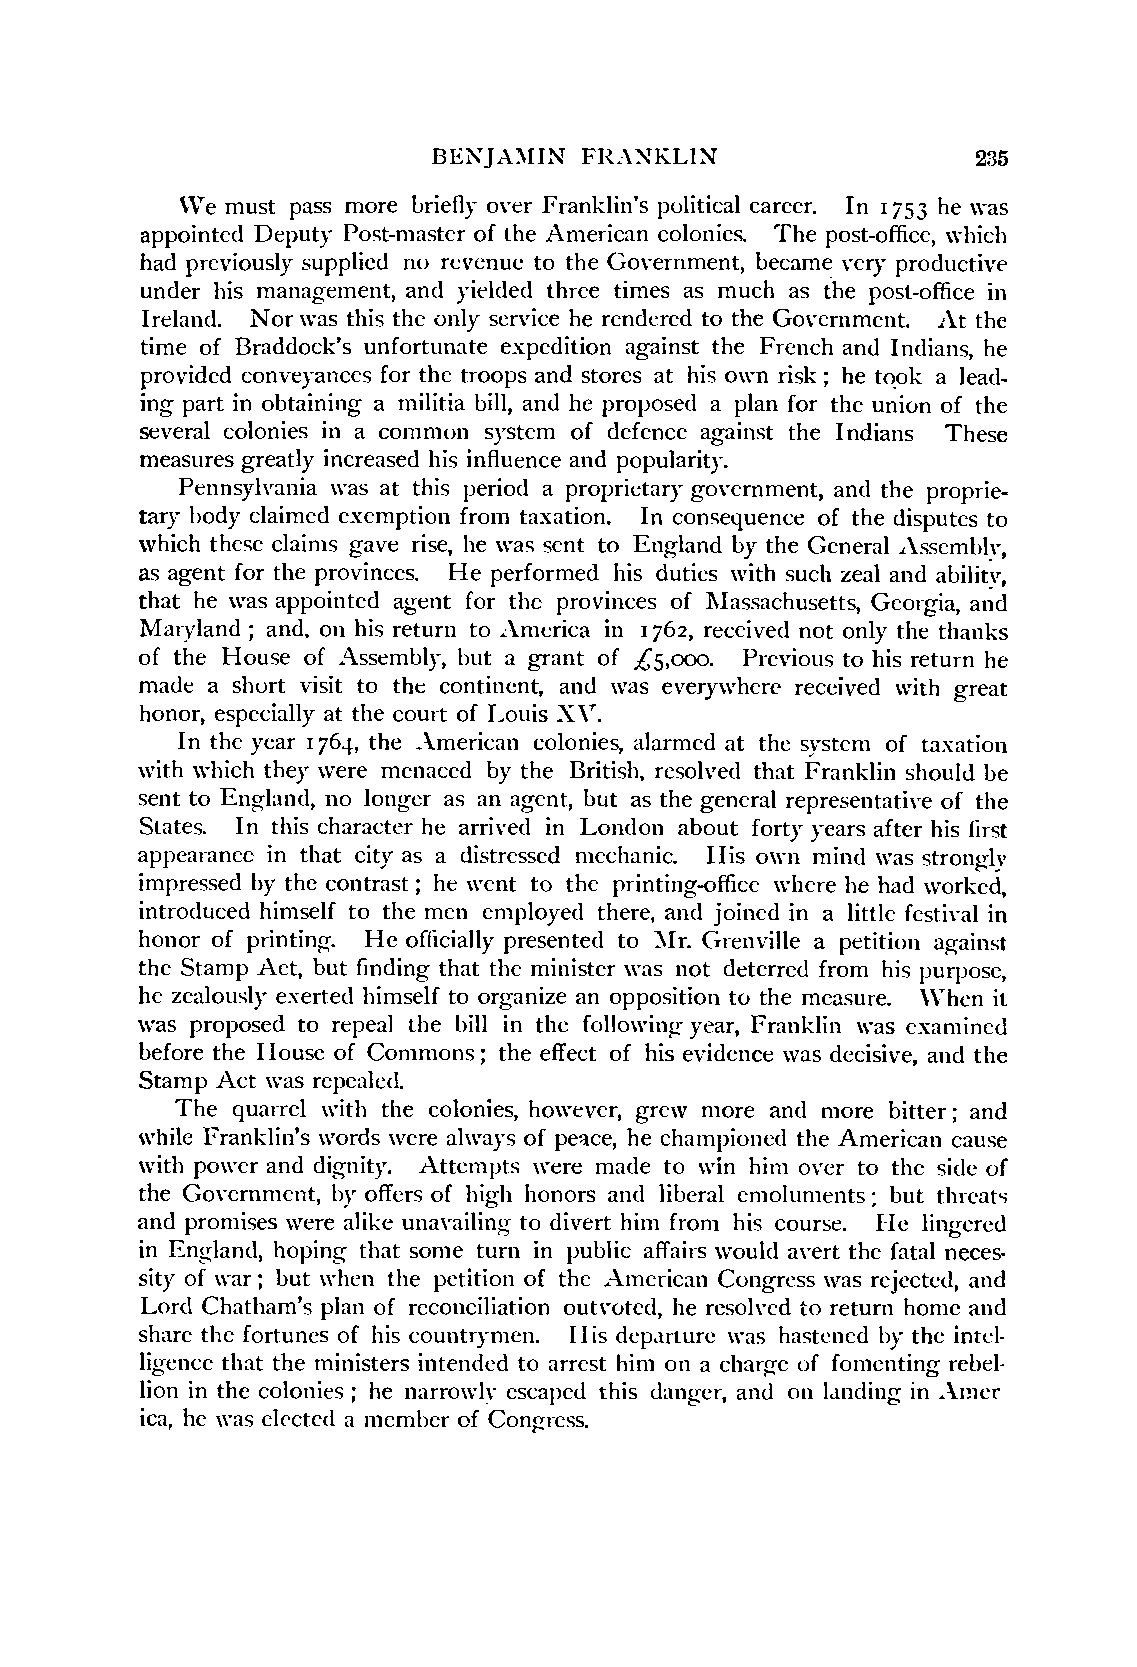 BENJAMIN FRANKLIN 235
We must pass more briefly over Franklin's political career. In 1753 he was
appointed Deputy Post-master of the American colonies. The post-office, which
had previously supplied no revenue to the Government, became very productive
under his management, and yielded three times as much as the post-office in
Ireland. Nor was this the only service he rendered to the Government. At the
time of Braddock's unfortunate expedition against the French and Indians, he
provided conveyances for the troops and stores at his own risk; he took a lead-
ing part in obtaining a militia bill, and he proposed a plan for the union of the
several colonies in a common system of defence against the Indians These
measures greatly increased his influence and popularity.
Pennsylvania was at this period a proprietary government, and the proprie-
tary body claimed exemption from taxation. In consequence of the disputes to
which these claims gave rise, he was sent to England by the General Assembly,
as agent for the provinces. He performed his duties with such zeal and ability,
that he was appointed agent for the provinces of Massachusetts, Georgia, and
Maryland; and, on his return to America in 1762, received not only the thanks
of the House of Assembly, but a grant of £5,000. Previous to his return he
made a short visit to the continent, and was everywhere received with great
honor, especially at the court of Louis XV.
In the year 1764, the American colonies, alarmed at the system of taxation
with which they were menaced by the British, resolved that Franklin should be
sent to England, no longer as an agent, but as the general representative of the
States. In this character he arrived in London about forty years after his first
appearance in that city as a distressed mechanic. His own mind was strongly
impressed by the contrast; he went to the printing-office where he had worked,
introduced himself to the men employed there, and joined in a little festival in
honor of printing. He officially presented to Mr. Grenville a petition against
the Stamp Act, but finding that the minister was not deterred from his purpose,
he zealously exerted himself to organize an opposition to the measure. When it
was proposed to repeal the bill in the following year, Franklin was examined
before the House of Commons; the effect of his evidence was decisive, and the
Stamp Act was repealed.
The quarrel with the colonies, however, grew more and more bitter; and
while Franklin's words were always of peace, he championed the American cause
with power and dignity. Attempts were made to win him over to the side of
the Government, by offers of high honors and liberal emoluments; but threats
and promises were alike unavailing to divert him from his course. He lingered
in England, hoping that some turn in public affairs would avert the fatal neces-
sity of war; but when the petition of the American Congress was rejected, and
Lord Chatham's plan of reconciliation outvoted, he resolved to return home and
share the fortunes of his countrymen. His departure was hastened by the intel-
ligence that the ministers intended to arrest him on a charge of fomenting rebel-
lion in the colonies; he narrowly escaped this danger, and on landing in Amer
ica, he was elected a member of Congress.